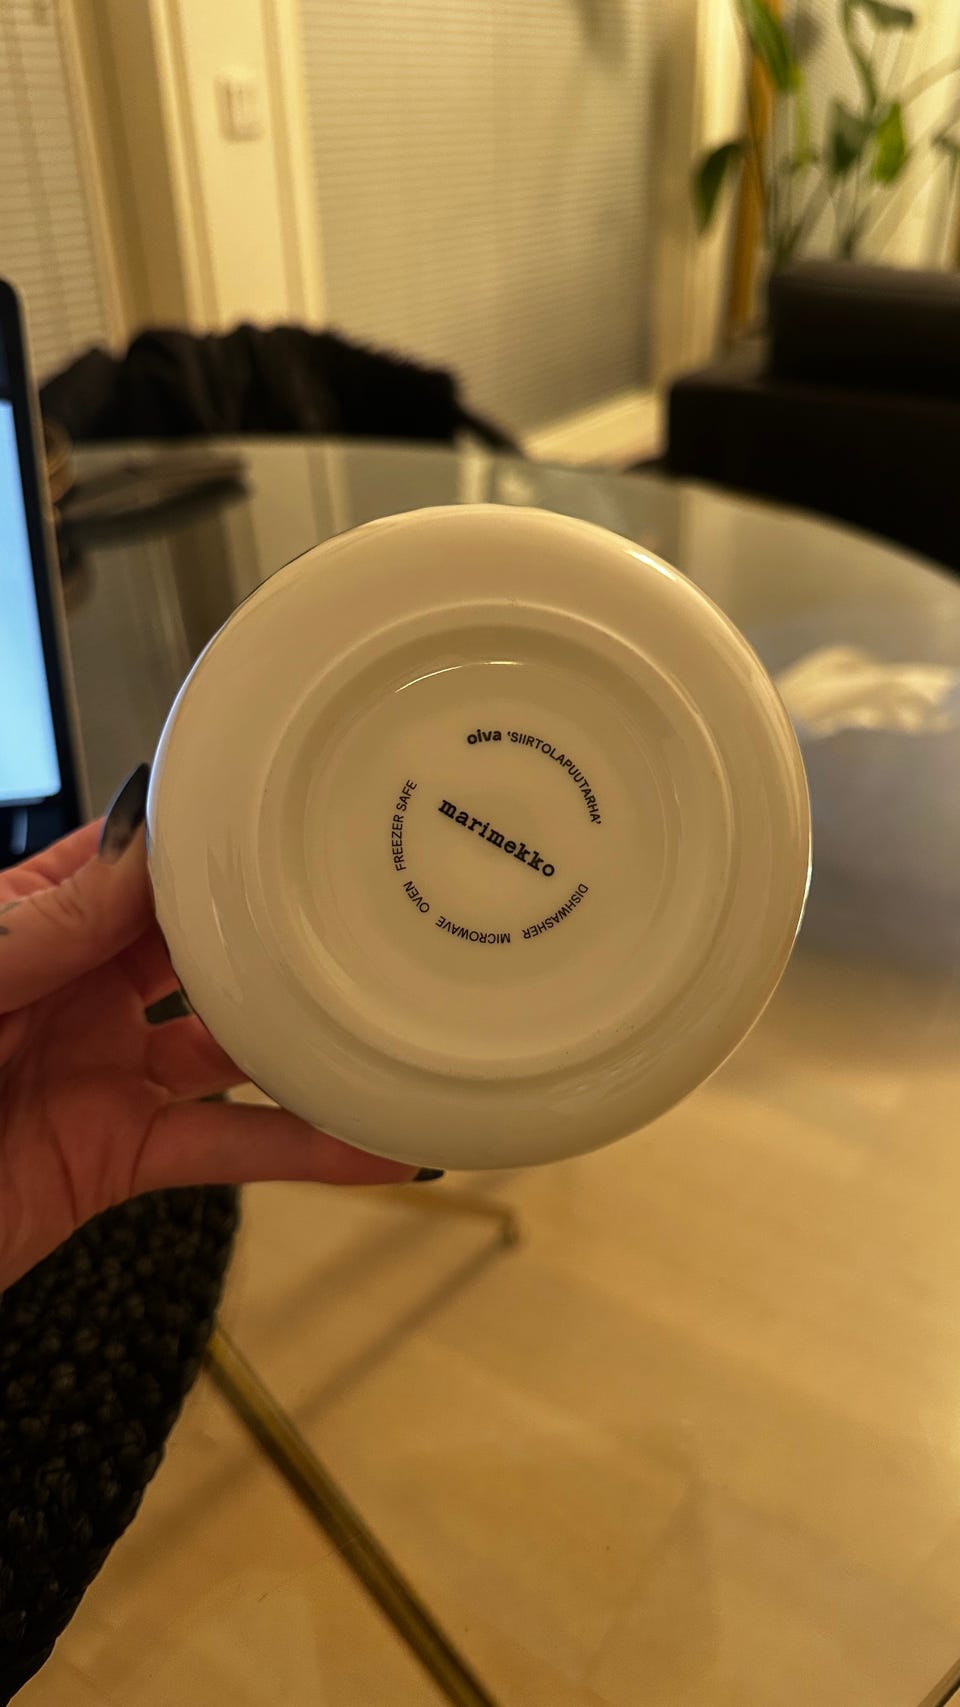 oiva ‘SIIRTOLAPUUTARHA’
marimekko
DISHWASHER MICROWAVE OVEN FREEZER SAFE